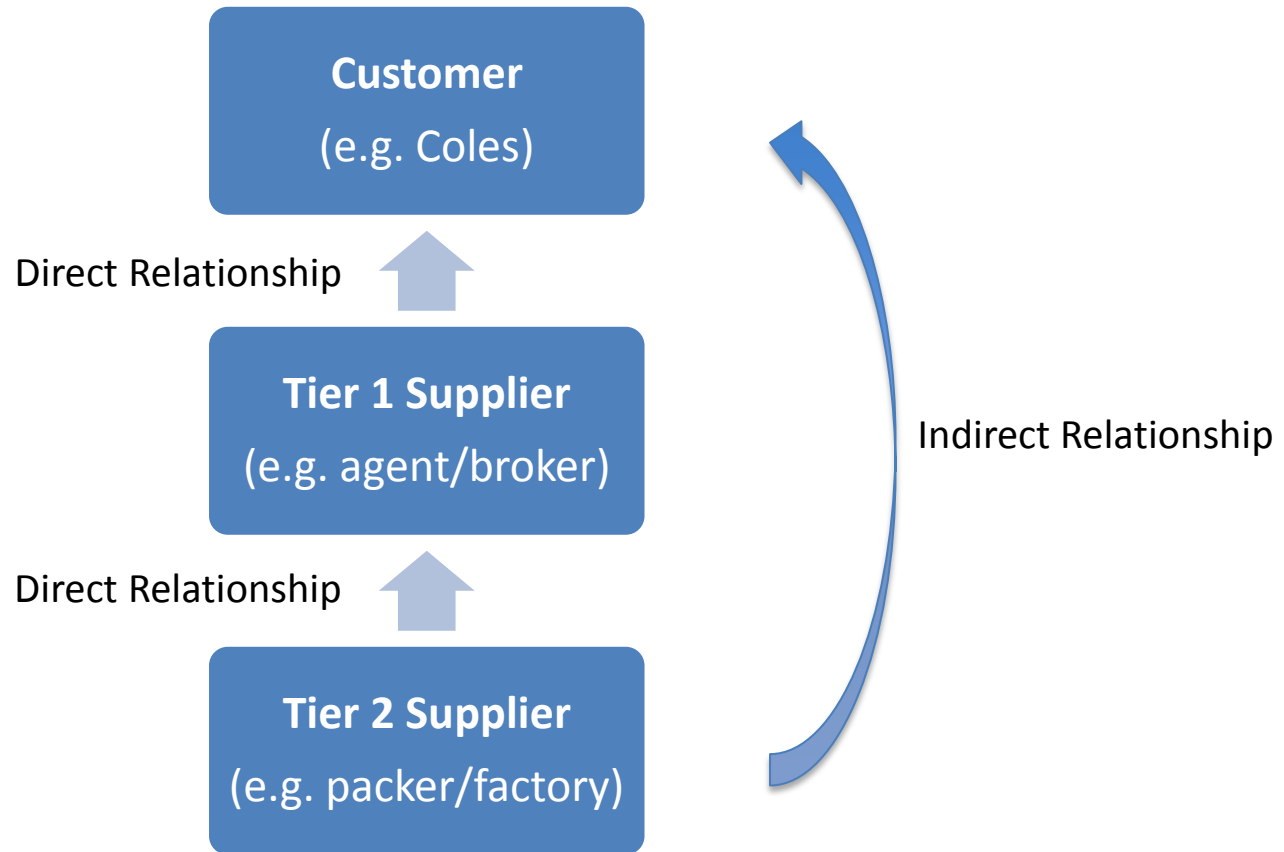 Customer
(e.g. Coles)
Direct Relationship
Tier 1 Supplier
(e.g. agent/broker)
Indirect Relationship
Direct Relationship
Tier 2 Supplier
(e.g. packer/factory)